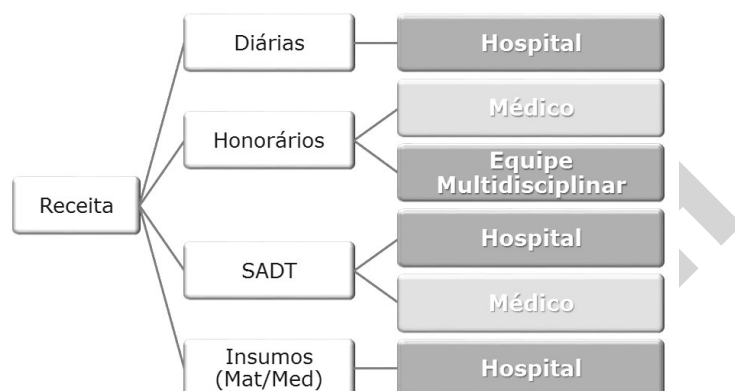 Diárias
Hospital
Honorários
Médico
Equipe
Multidisciplinar
Receita
SADT
Hospital
Médico
Insumos
(Mat/Med)
Hospital